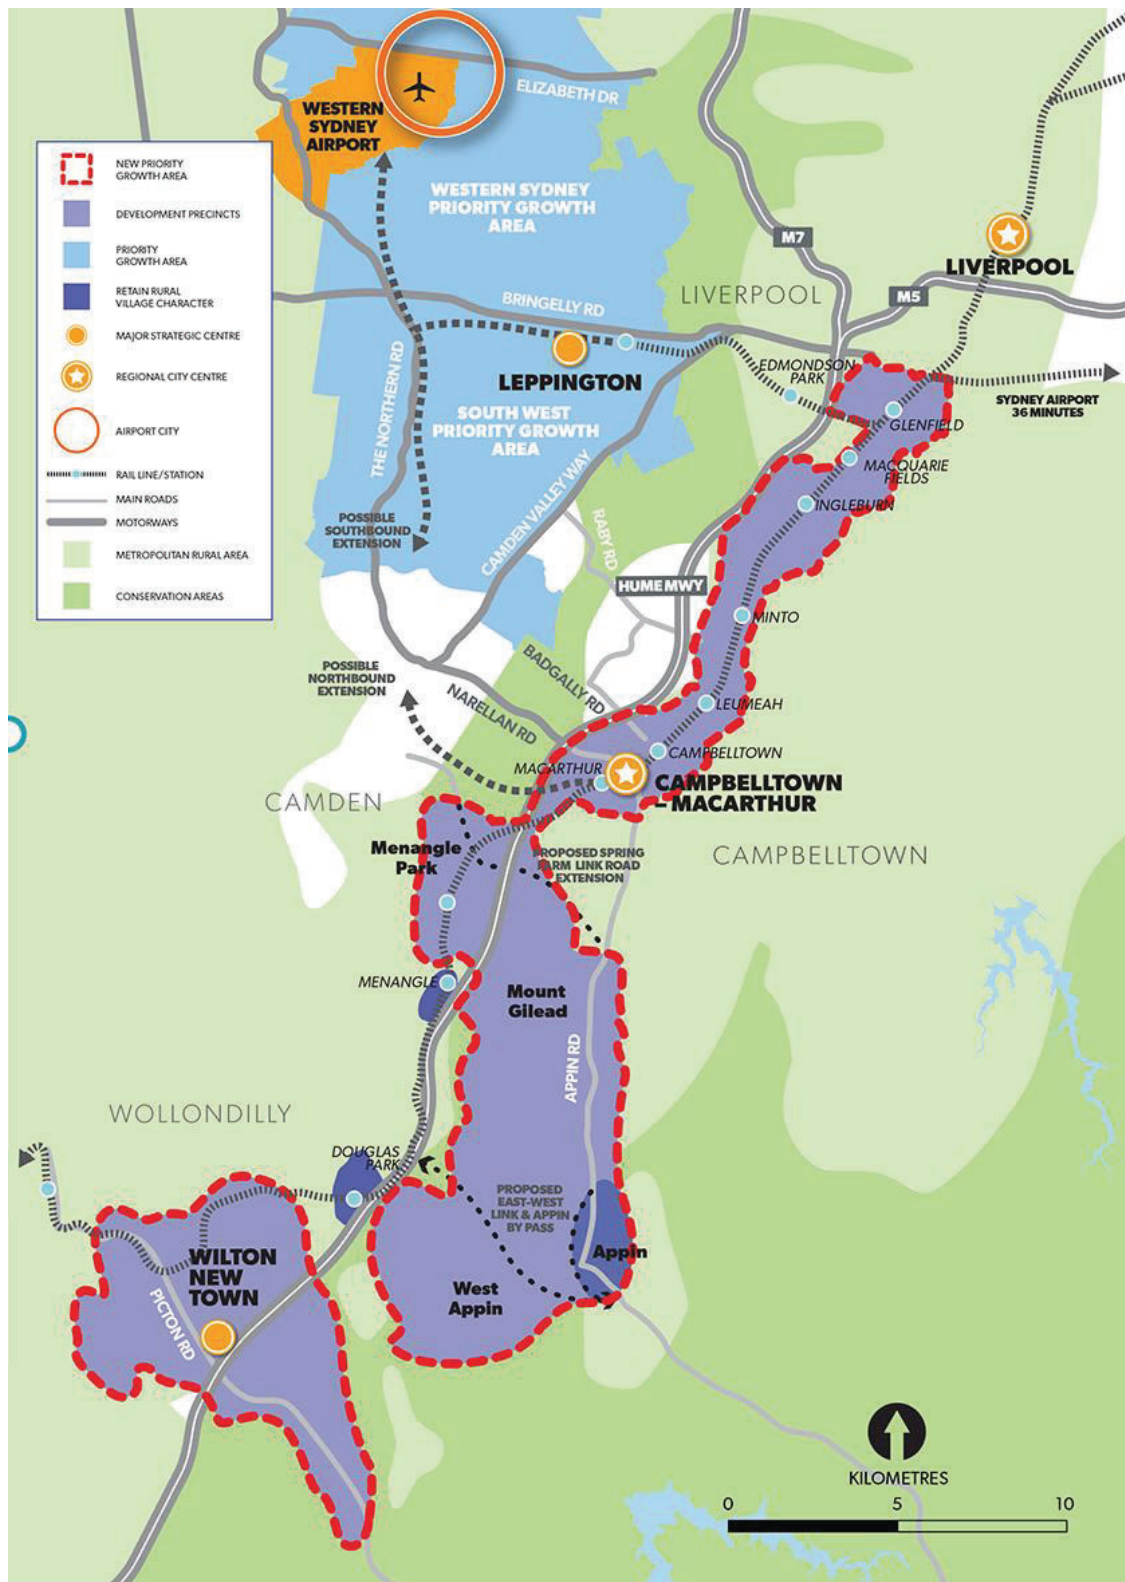 ELIZABETH DR
WESTERN
SYDNEY
AIRPORT
NEW PRIORITY
GROWTH AREA
DEVELOPMENT PRECINCTS
PRIORITY
GROWTH AREA
RETAIN RURAL
VILLAGE CHARACTER
MAJOR STRATEGIC CENTRE
REGIONAL CITY CENTRE
AIRPORT CITY
RAIL LINE/STATION
MAIN ROADS
MOTORWAYS
METROPOLITAN RURAL AREA
CONSERVATION AREAS
WESTERN SYDNEY
PRIORITY GROWTH
AREA
M7
LIVERPOOL
LIVERPOOL
M5
BRINGELLY RD
LEPPINGTON
EDMONDSON
PARK
SYDNEY AIRPORT
36 MINUTES
THE NORTHERN RD
SOUTH WEST
PRIORITY GROWTH
AREA
GLENFIELD
MACQUARIE
FIELDS
INGLEBURN
CAMDEN VALLEY WAY
RABY RD
POSSIBLE
SOUTHBOUND
EXTENSION
HUME MWY
MINTO
POSSIBLE
NORTHBOUND
EXTENSION
BADGALLY RD
NARELLAN RD
LEUMEAH
CAMPBELLTOWN
MACARTHUR
CAMPBELLTOWN
– MACARTHUR
CAMDEN
CAMPBELLTOWN
Menangle
Park
PROPOSED SPRING
FARM LINK ROAD
EXTENSION
MENANGLE
Mount
Gilead
APPIN RD
WOLLONDILLY
DOUGLAS
PARK
PROPOSED
EAST-WEST
LINK & APPIN
BY PASS
Appin
WILTON
NEW
TOWN
West
Appin
PICTON RD
KILOMETRES
0 5 10